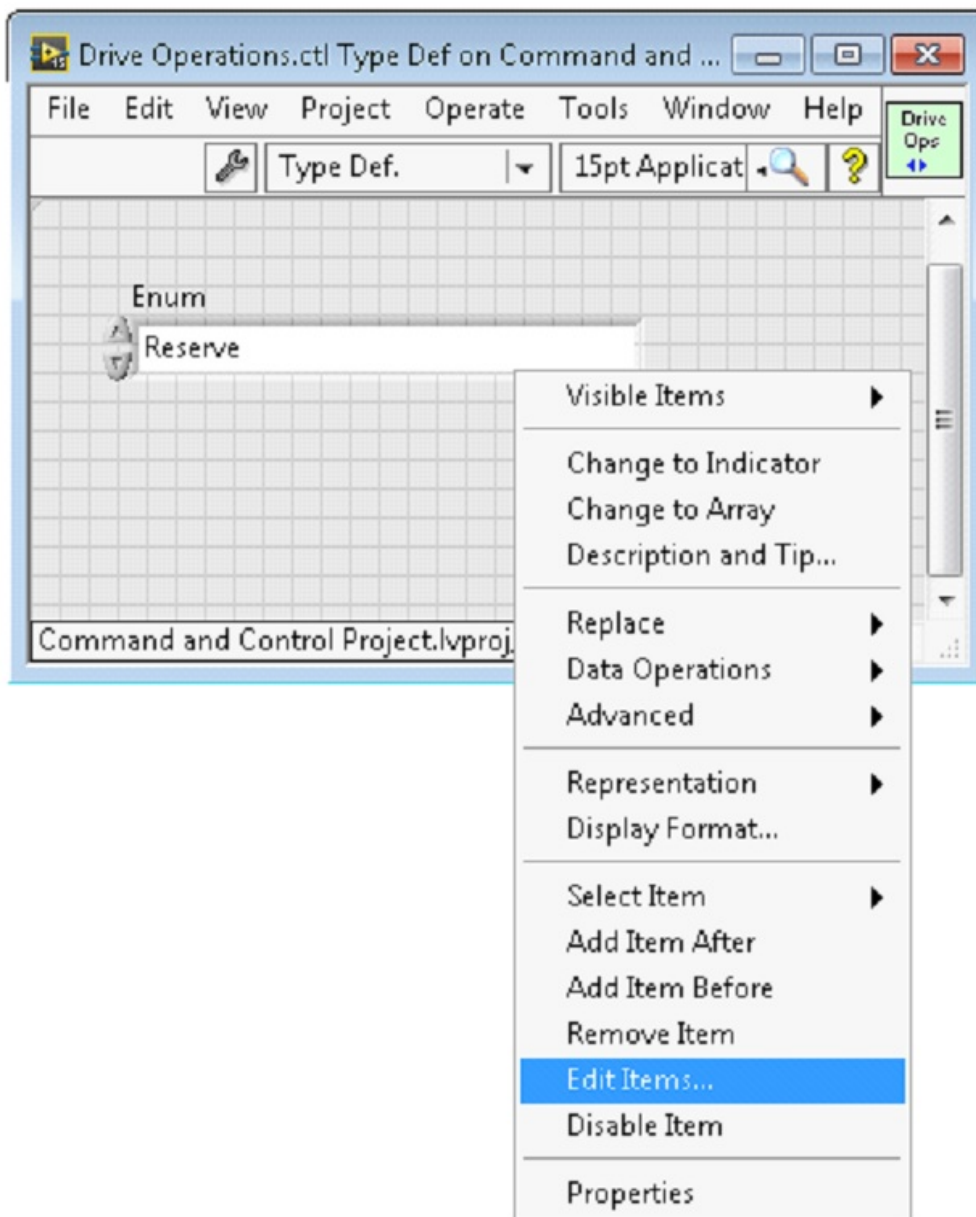 Drive Operations.ctl Type Def on Command and ...
File Edit View Project Operate Tools Window Help
Drive
Ops
Type Def.
15pt Applicat
Enum
Reserve
Visible Items
Change to Indicator
Change to Array
Description and Tip...
Command and Control Project.lvproj
Replace
Data Operations
Advanced
Representation
Display Format...
Select Item
Add Item After
Add Item Before
Remove Item
Edit Items...
Disable Item
Properties